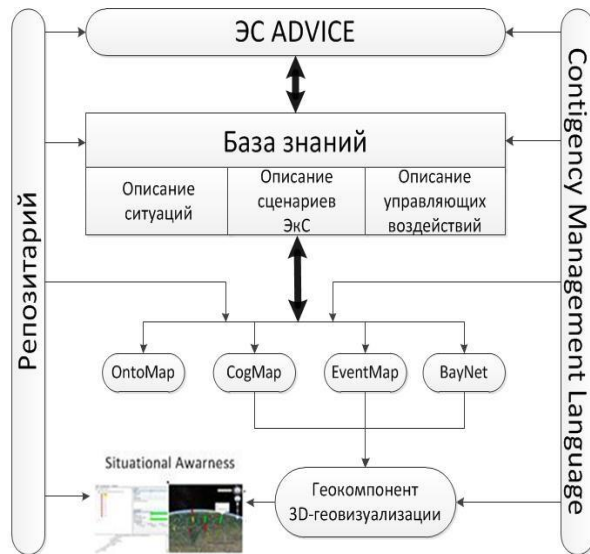 ЭС ADVICE
База знаний
Описание
ситуаций
Описание
сценариев
ЭкС
Описание
управляющих
воздействий
Репозитарий
Contigency Management Language
OntoMap
CogMap
EventMap
BayNet
Situational Awarness
Геокомпонент
3D-геовизуализации